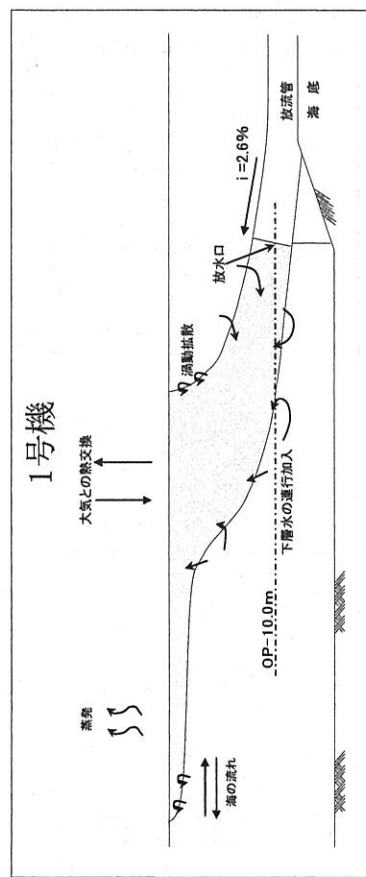 1号機
蒸発
大気との熱交換
渦動拡散
i=2.6%
放水口
放流管
海底
海の流れ
OP-10.0m
下層水の連行加入